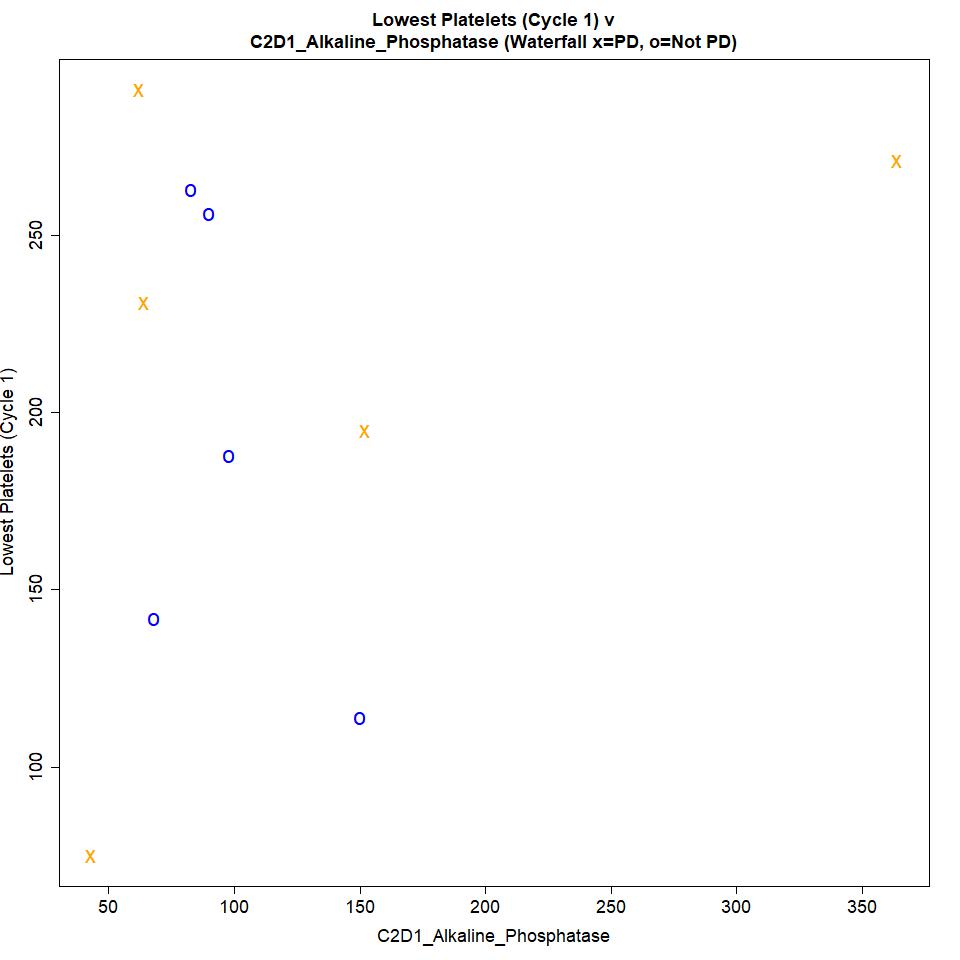 Lowest Platelets (Cycle 1) v
C2D1_Alkaline_Phosphatase (Waterfall x=PD, o=Not PD)
Lowest Platelets (Cycle 1)
250
200
150
100
X
X
O
O
X
X
O
O
O
X
50 100 150 200 250 300 350
C2D1_Alkaline_Phosphatase